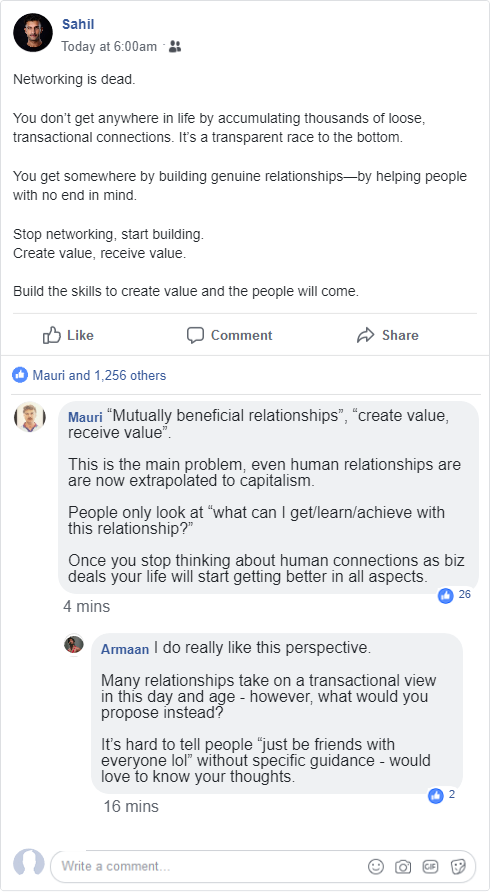 Sahil
Today at 6:00am ·
Networking is dead.
You don’t get anywhere in life by accumulating thousands of loose,
transactional connections. It’s a transparent race to the bottom.
You get somewhere by building genuine relationships—by helping people
with no end in mind.
Stop networking, start building.
Create value, receive value.
Build the skills to create value and the people will come.
Like Comment Share
Mauri and 1,256 others
Mauri “Mutually beneficial relationships”, “create value,
receive value”.
This is the main problem, even human relationships are
are now extrapolated to capitalism.
People only look at “what can I get/learn/achieve with
this relationship?”
Once you stop thinking about human connections as biz
deals your life will start getting better in all aspects.
26
4 mins
Armaan I do really like this perspective.
Many relationships take on a transactional view
in this day and age - however, what would you
propose instead?
It’s hard to tell people “just be friends with
everyone lol” without specific guidance - would
love to know your thoughts.
2
16 mins
Write a comment... GIF